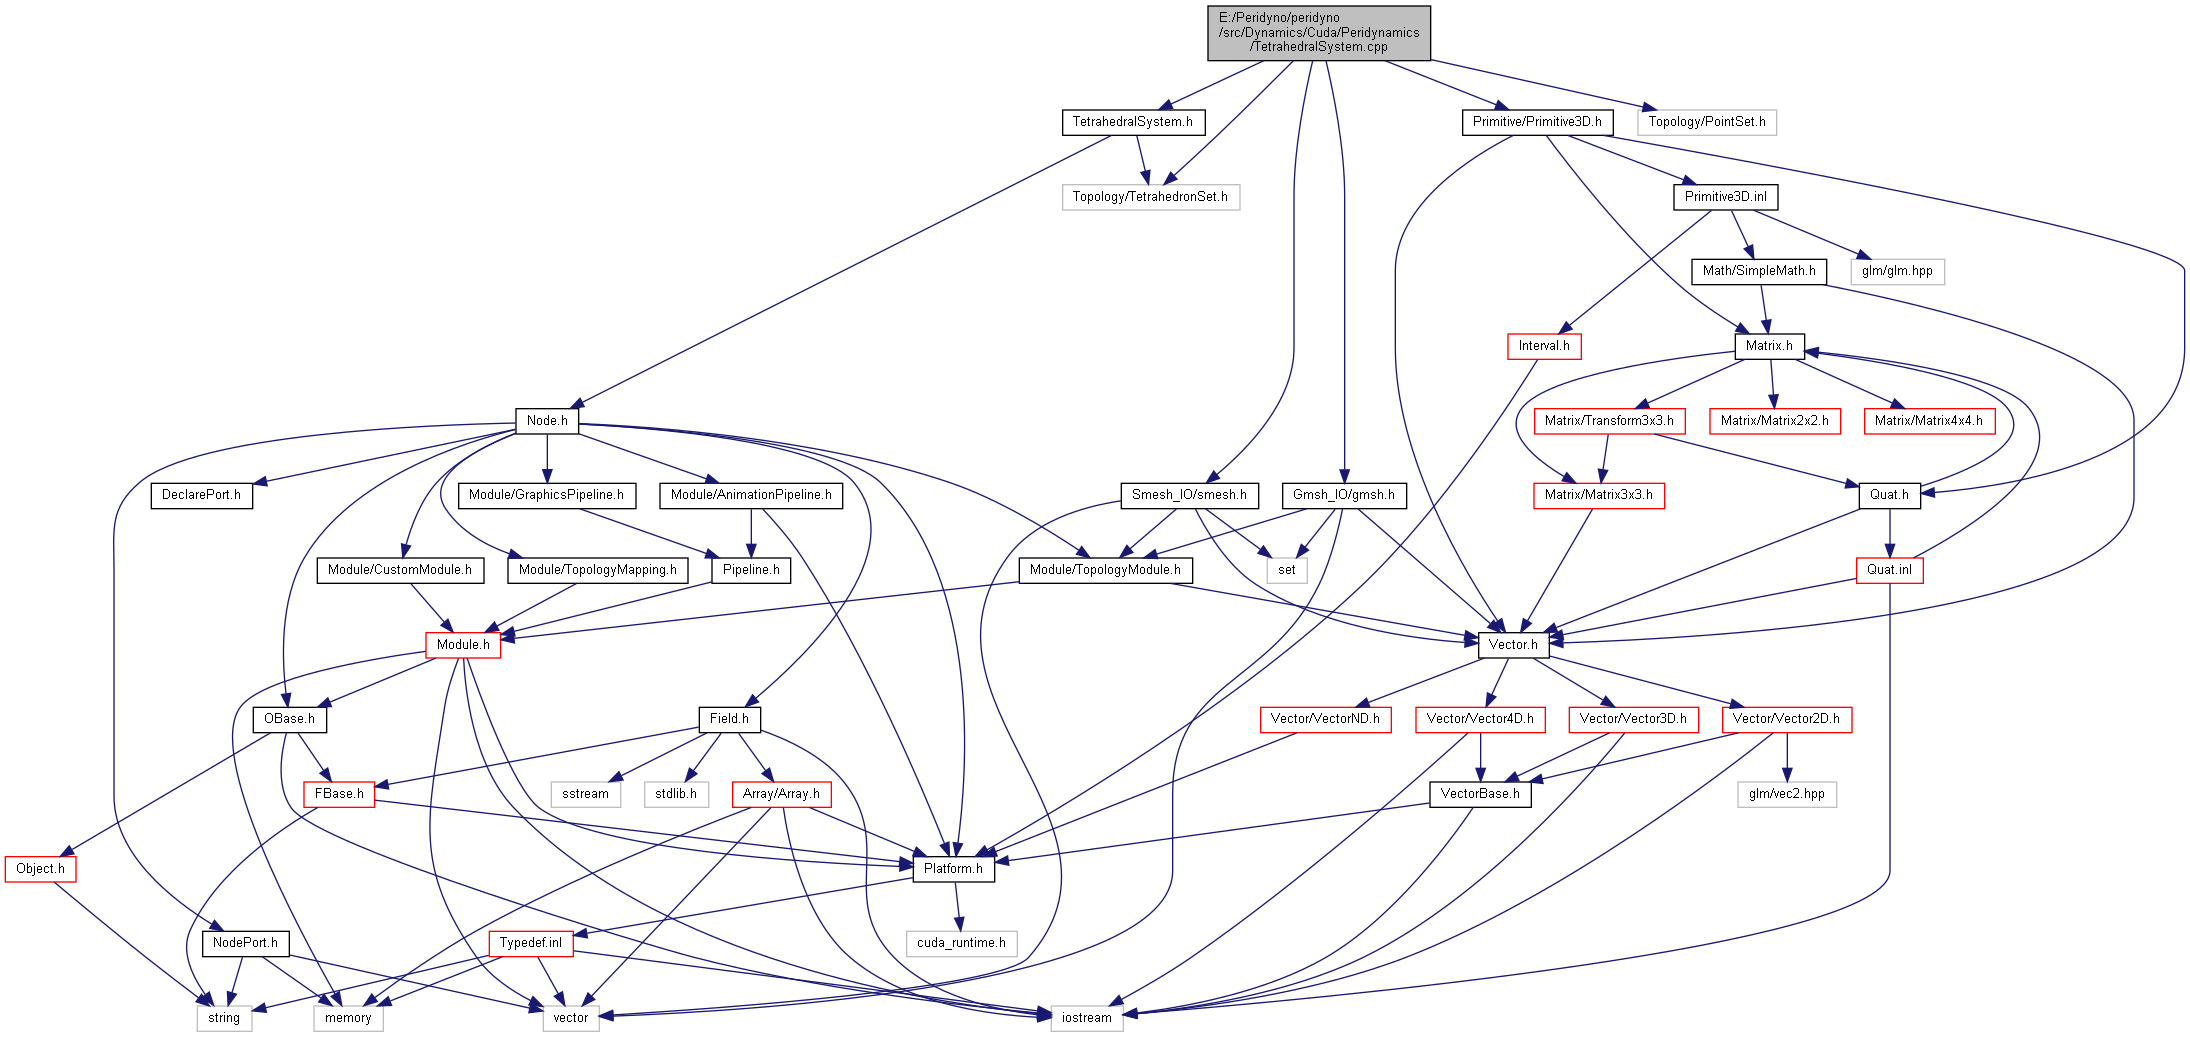 E:/Peridyno/peridyno
/src/Dynamics/Cuda/Peridynamics
/TetrahedralSystem.cpp
TetrahedralSystem.h
Primitive/Primitive3D.h
Topology/PointSet.h
Topology/TetrahedronSet.h
Primitive3D.inl
Math/SimpleMath.h
glm/glm.hpp
Interval.h
Matrix.h
Node.h
Matrix/Transform3x3.h
Matrix/Matrix2x2.h
Matrix/Matrix4x4.h
DeclarePort.h
Module/GraphicsPipeline.h
Module/AnimationPipeline.h
Smesh_IO/smesh.h
Gmsh_IO/gmsh.h
Matrix/Matrix3x3.h
Quat.h
Module/CustomModule.h
Module/TopologyMapping.h
Pipeline.h
Module/TopologyModule.h
set
Quat.inl
Module.h
Vector.h
OBase.h
Field.h
Vector/VectorND.h
Vector/Vector4D.h
Vector/Vector3D.h
Vector/Vector2D.h
FBase.h
sstream
stdlib.h
Array/Array.h
VectorBase.h
glm/vec2.hpp
Object.h
Platform.h
NodePort.h
Typedef.inl
cuda_runtime.h
string
memory
vector
iostream